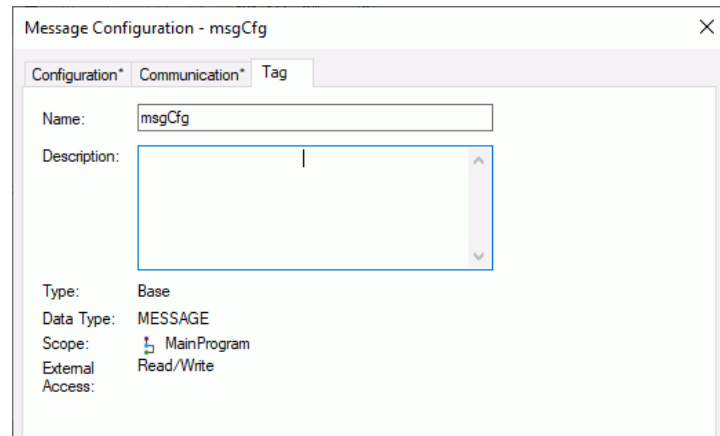 Message Configuration - msgCfg
Configuration* Communication* Tag
Name: msgCfg
Description:
Type: Base
Data Type: MESSAGE
Scope: MainProgram
External Access: Read/Write